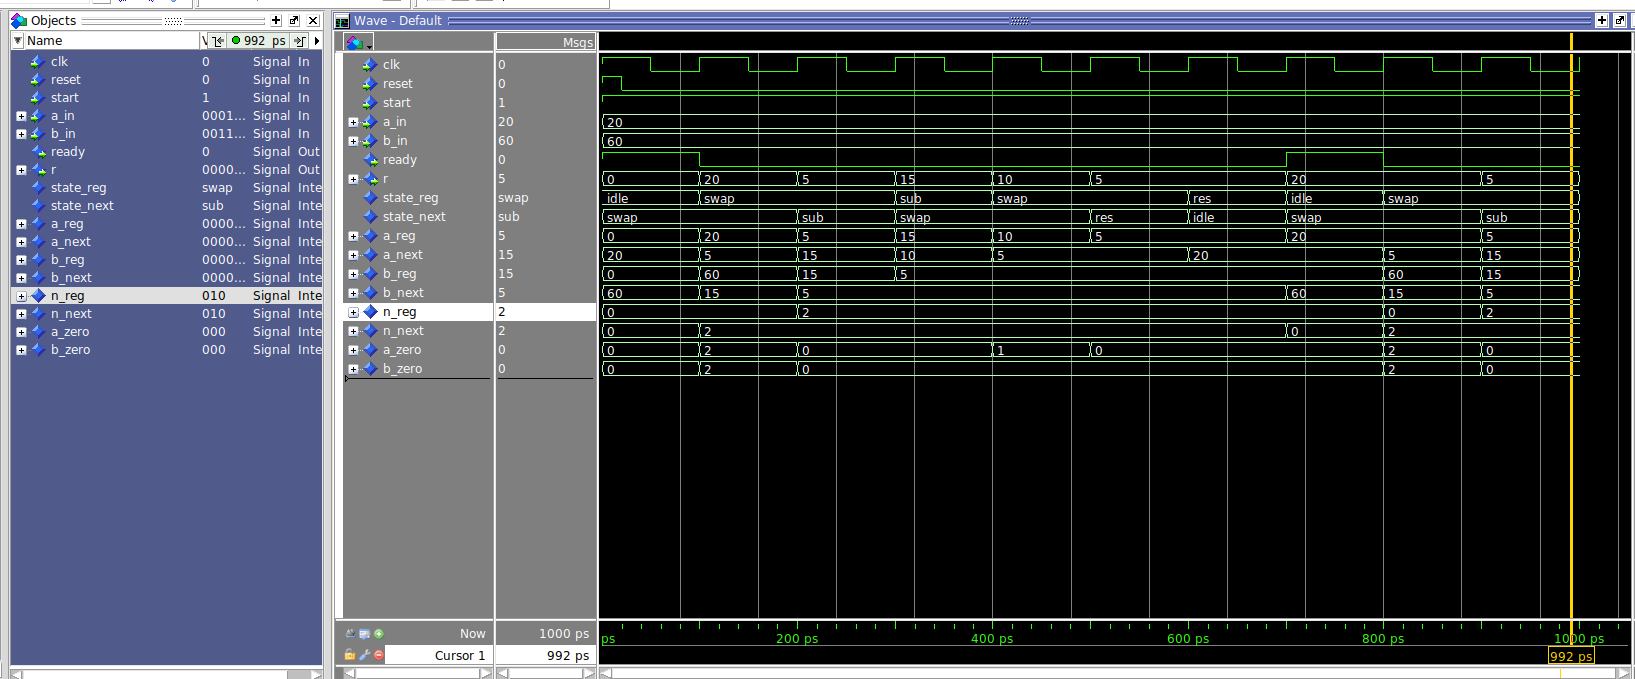 Objects
Name V 992 ps
clk 0 Signal In
reset 0 Signal In
start 1 Signal In
a_in 0001... Signal In
b_in 0011... Signal In
ready 0 Signal Out
r 0000... Signal Out
state_reg swap Signal Inte
state_next sub Signal Inte
a_reg 0000... Signal Inte
a_next 0000... Signal Inte
b_reg 0000... Signal Inte
b_next 0000... Signal Inte
n_reg 010 Signal Inte
n_next 010 Signal Inte
a_zero 000 Signal Inte
b_zero 000 Signal Inte
Wave - Default
Msgs
clk 0
reset 0
start 1
a_in 20 20
b_in 60 60
ready 0
r 5 0 20 5 15 10 5 20 5
state_reg swap idle swap sub swap res idle swap
state_next sub swap sub swap res idle swap sub
a_reg 5 0 20 5 15 10 5 20 5
a_next 15 20 5 15 10 5 20 5 15
b_reg 15 0 60 15 5 60 15
b_next 5 60 15 5 60 15 5
n_reg 2 0 2 0 2
n_next 2 0 2 0 2
a_zero 0 0 2 0 1 0 2 0
b_zero 0 0 2 0 2 0
Now 1000 ps ps 200 ps 400 ps 600 ps 800 ps 1000 ps
Cursor 1 992 ps 992 ps